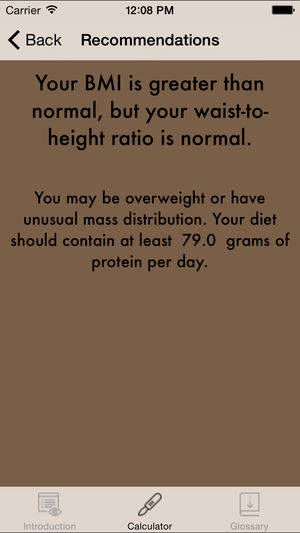 Carrier 12:08 PM
Back Recommendations
Your BMI is greater than
normal, but your waist-to-
height ratio is normal.
You may be overweight or have
unusual mass distribution. Your diet
should contain at least  79.0  grams of
protein per day.
Introduction Calculator Glossary